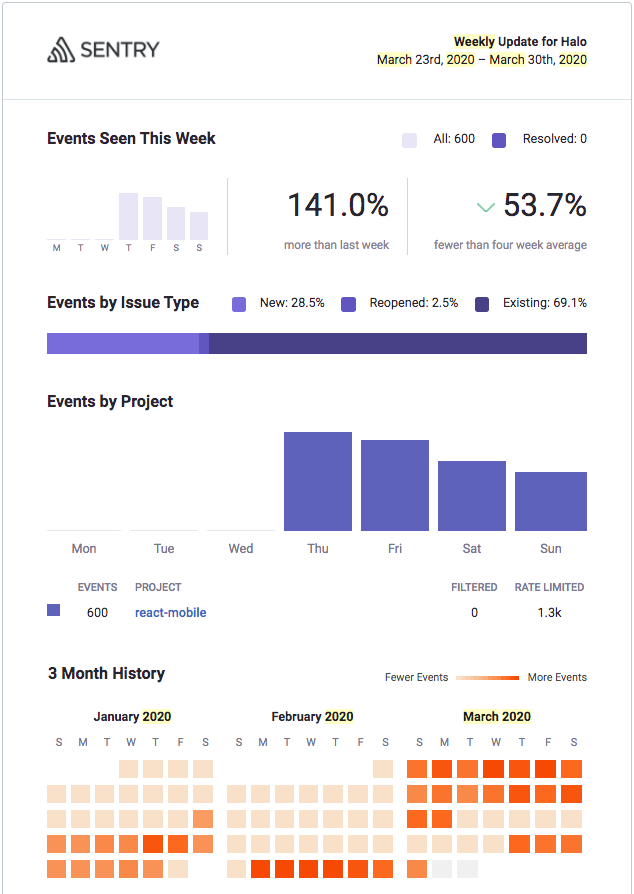 SENTRY
Weekly Update for Halo
March 23rd, 2020 – March 30th, 2020
Events Seen This Week
All: 600 Resolved: 0
M T W T F S S
141.0%
more than last week
53.7%
fewer than four week average
Events by Issue Type
New: 28.5% Reopened: 2.5% Existing: 69.1%
Events by Project
Mon Tue Wed Thu Fri Sat Sun
EVENTS PROJECT FILTERED RATE LIMITED
600 react-mobile 0 1.3k
3 Month History
Fewer Events More Events
January 2020 February 2020 March 2020
S M T W T F S S M T W T F S S M T W T F S